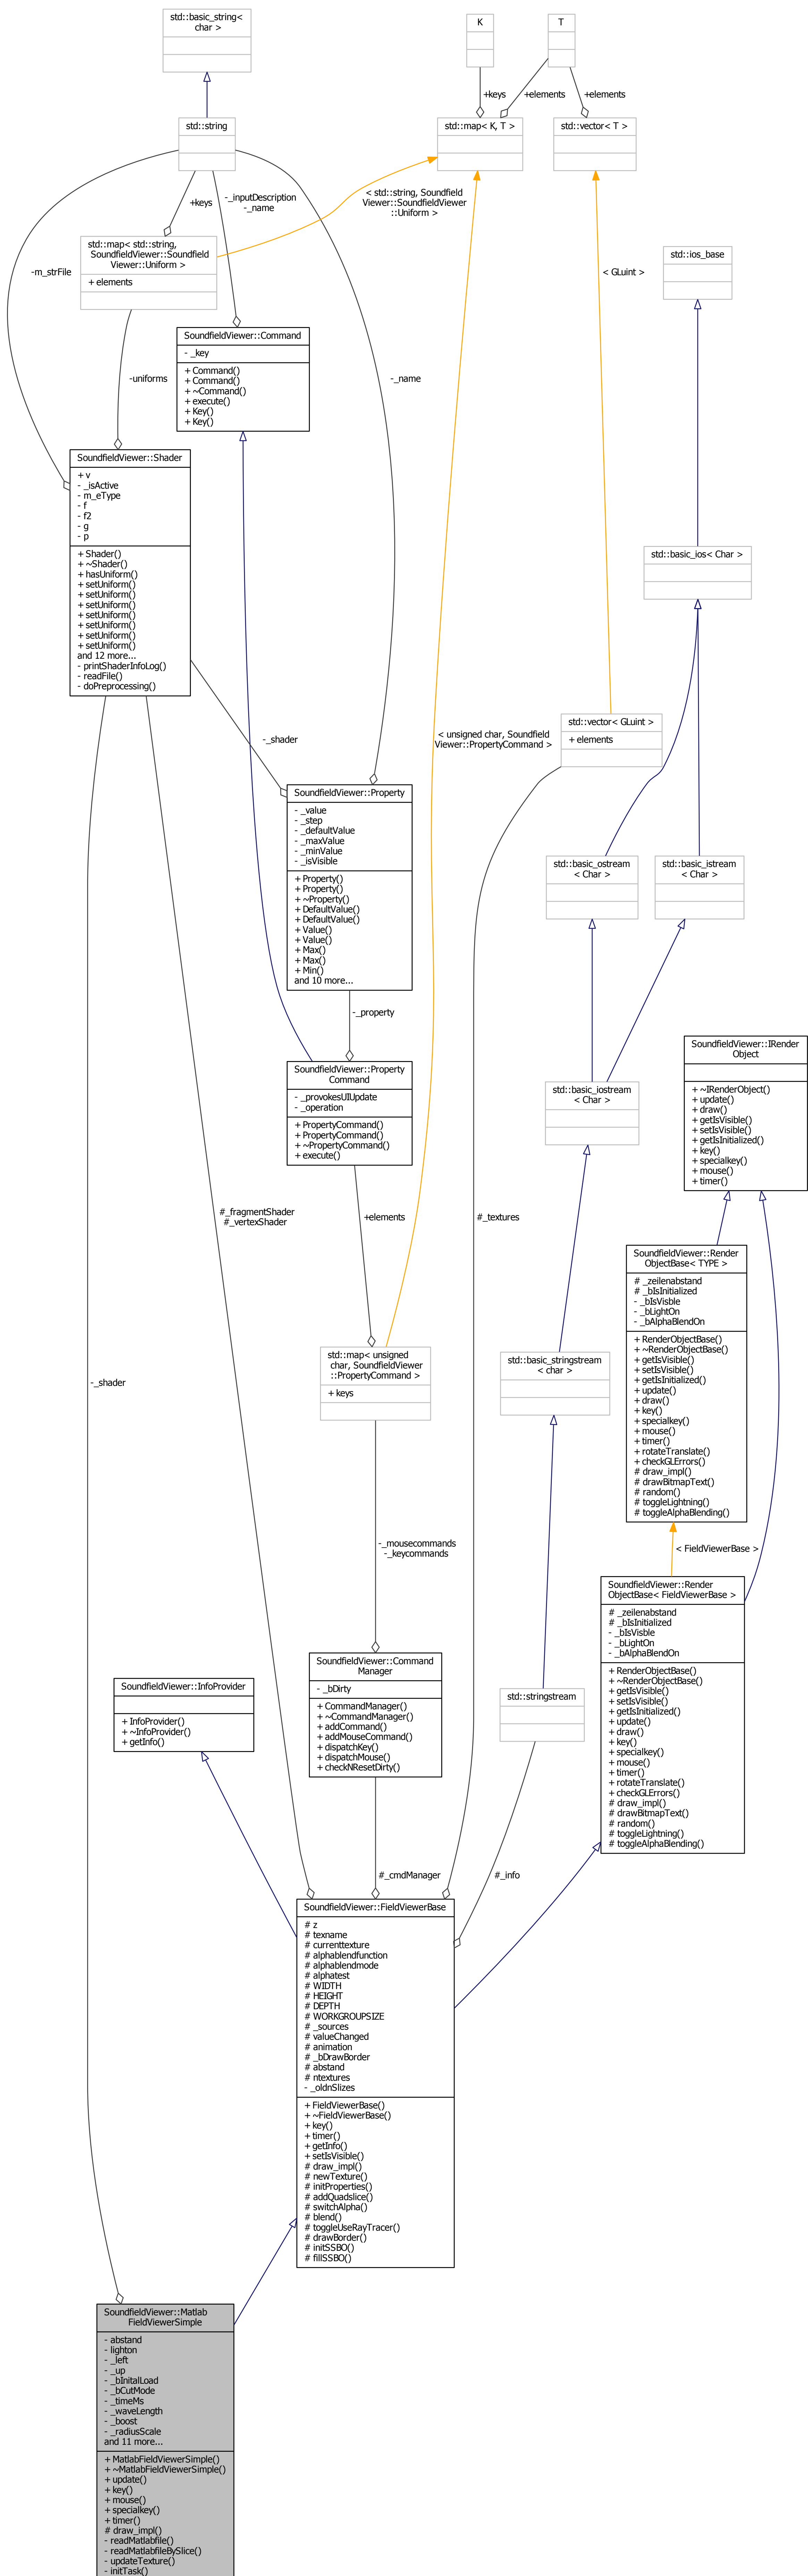 std::basic_string<
char >
K
T
+keys
+elements
+elements
std::string
std::map< K, T >
std::vector< T >
+keys
-_inputDescription
-_name
< std::string, Soundfield
Viewer::SoundfieldViewer
::Uniform >
std::map< std::string,
SoundfieldViewer::Soundfield
Viewer::Uniform >
+ elements
-m_strFile
< GLuint >
std::ios_base
SoundfieldViewer::Command
- _key
+ Command()
+ Command()
+ ~Command()
+ execute()
+ Key()
+ Key()
-uniforms
-_name
SoundfieldViewer::Shader
+ v
- _isActive
- m_eType
- f
- f2
- g
- p
+ Shader()
+ ~Shader()
+ hasUniform()
+ setUniform()
+ setUniform()
+ setUniform()
+ setUniform()
+ setUniform()
+ setUniform()
+ setUniform()
and 12 more...
- printShaderInfoLog()
- readFile()
- doPreprocessing()
std::basic_ios< Char >
-_shader
< unsigned char, Soundfield
Viewer::PropertyCommand >
std::vector< GLuint >
+ elements
SoundfieldViewer::Property
- _value
- _step
- _defaultValue
- _maxValue
- _minValue
- _isVisible
+ Property()
+ Property()
+ ~Property()
+ DefaultValue()
+ DefaultValue()
+ Value()
+ Value()
+ Max()
+ Max()
+ Min()
and 10 more...
std::basic_ostream
< Char >
std::basic_istream
< Char >
-_property
SoundfieldViewer::Property
Command
- _provokesUIUpdate
- _operation
+ PropertyCommand()
+ PropertyCommand()
+ ~PropertyCommand()
+ execute()
std::basic_iostream
< Char >
SoundfieldViewer::IRender
Object
+ ~IRenderObject()
+ update()
+ draw()
+ getIsVisible()
+ setIsVisible()
+ getIsInitialized()
+ key()
+ specialkey()
+ mouse()
+ timer()
#_fragmentShader
#_vertexShader
+elements
#_textures
SoundfieldViewer::Render
ObjectBase< TYPE >
# _zeilenabstand
# _bIsInitialized
- _bIsVisble
- _bLightOn
- _bAlphaBlendOn
+ RenderObjectBase()
+ ~RenderObjectBase()
+ getIsVisible()
+ setIsVisible()
+ getIsInitialized()
+ update()
+ draw()
+ key()
+ specialkey()
+ mouse()
+ timer()
+ rotateTranslate()
+ checkGLErrors()
# draw_impl()
# drawBitmapText()
# random()
# toggleLightning()
# toggleAlphaBlending()
std::map< unsigned
char, SoundfieldViewer
::PropertyCommand >
+ keys
std::basic_stringstream
< char >
-_shader
-_mousecommands
-_keycommands
< FieldViewerBase >
SoundfieldViewer::Render
ObjectBase< FieldViewerBase >
# _zeilenabstand
# _bIsInitialized
- _bIsVisble
- _bLightOn
- _bAlphaBlendOn
+ RenderObjectBase()
+ ~RenderObjectBase()
+ getIsVisible()
+ setIsVisible()
+ getIsInitialized()
+ update()
+ draw()
+ key()
+ specialkey()
+ mouse()
+ timer()
+ rotateTranslate()
+ checkGLErrors()
# draw_impl()
# drawBitmapText()
# random()
# toggleLightning()
# toggleAlphaBlending()
SoundfieldViewer::InfoProvider
+ InfoProvider()
+ ~InfoProvider()
+ getInfo()
SoundfieldViewer::Command
Manager
- _bDirty
+ CommandManager()
+ ~CommandManager()
+ addCommand()
+ addMouseCommand()
+ dispatchKey()
+ dispatchMouse()
+ checkNResetDirty()
std::stringstream
#_cmdManager
#_info
SoundfieldViewer::FieldViewerBase
# z
# texname
# currenttexture
# alphablendfunction
# alphablendmode
# alphatest
# WIDTH
# HEIGHT
# DEPTH
# WORKGROUPSIZE
# _sources
# valueChanged
# animation
# _bDrawBorder
# abstand
# ntextures
- _oldnSlizes
+ FieldViewerBase()
+ ~FieldViewerBase()
+ key()
+ timer()
+ getInfo()
+ setIsVisible()
# draw_impl()
# newTexture()
# initProperties()
# addQuadslice()
# switchAlpha()
# blend()
# toggleUseRayTracer()
# drawBorder()
# initSSBO()
# fillSSBO()
SoundfieldViewer::Matlab
FieldViewerSimple
- abstand
- lighton
- _left
- _up
- _bInitalLoad
- _bCutMode
- _timeMs
- _waveLength
- _boost
- _radiusScale
and 11 more...
+ MatlabFieldViewerSimple()
+ ~MatlabFieldViewerSimple()
+ update()
+ key()
+ mouse()
+ specialkey()
+ timer()
# draw_impl()
- readMatlabfile()
- readMatlabfileBySlice()
- updateTexture()
- initTask()